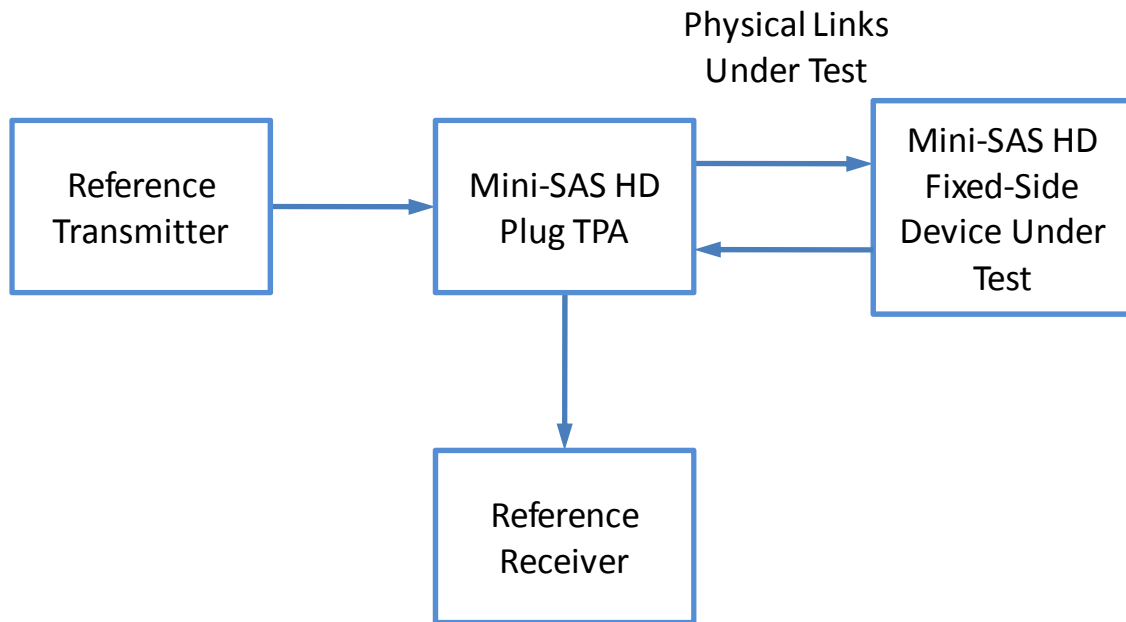 Physical Links
Under Test
Reference
Transmitter
Mini-SAS HD
Plug TPA
Mini-SAS HD
Fixed-Side
Device Under
Test
Reference
Receiver